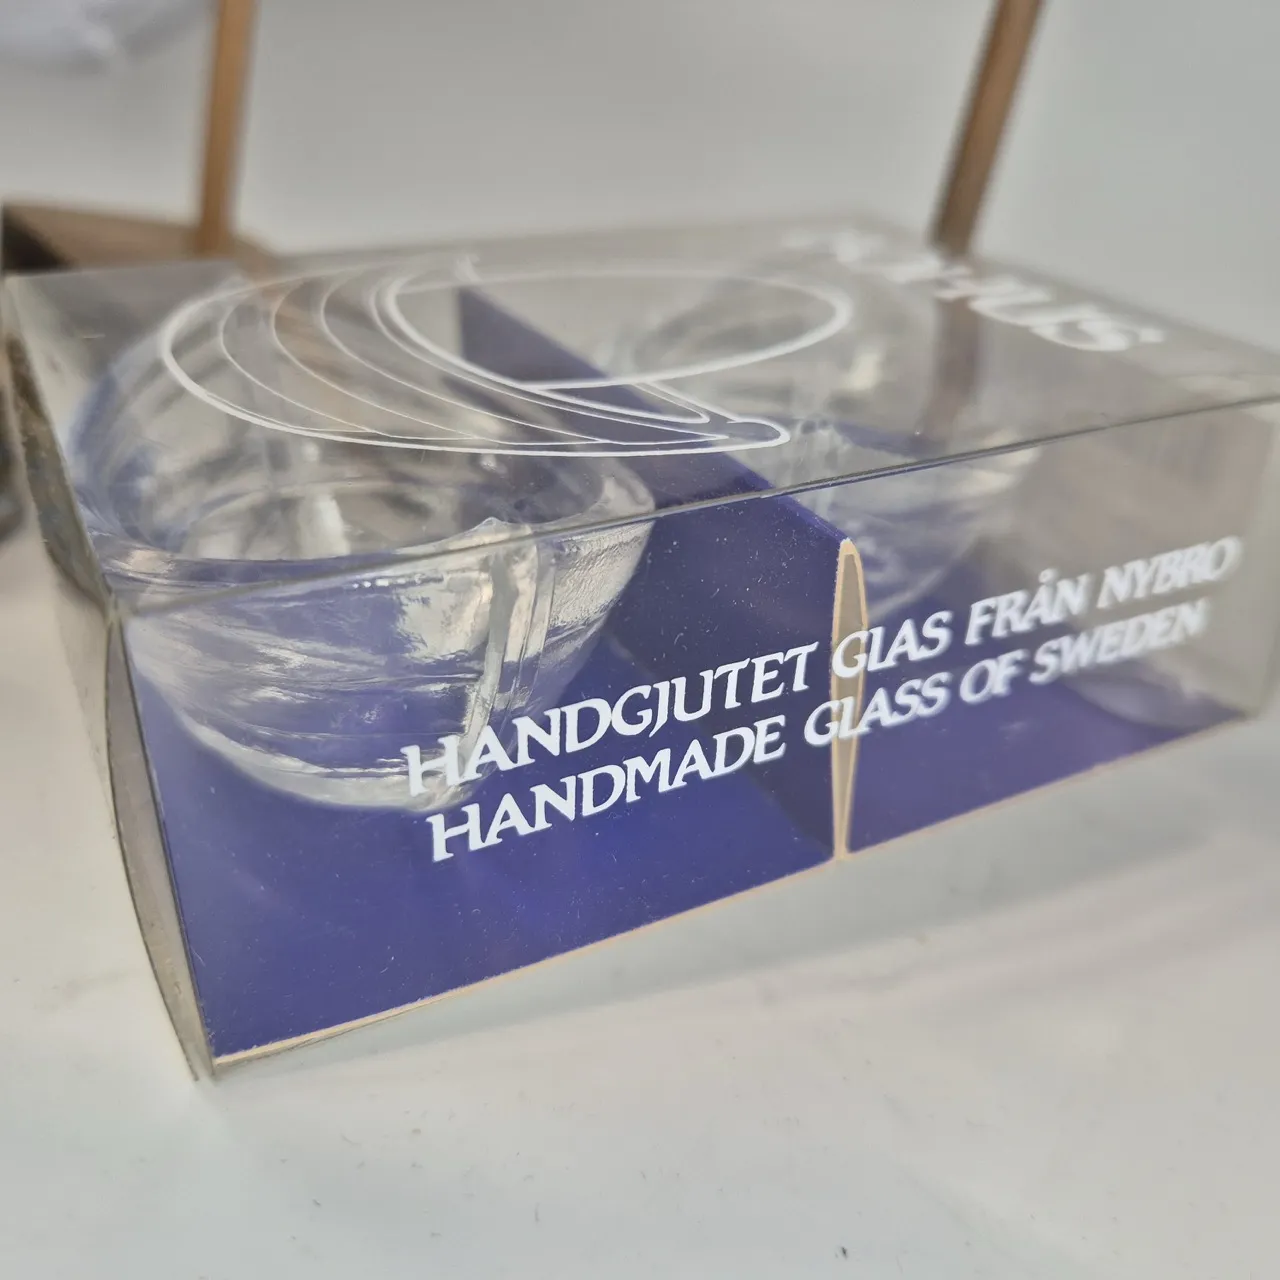 HANDGJUTET GLAS FRÅN NYBRO
HANDMADE GLASS OF SWEDEN